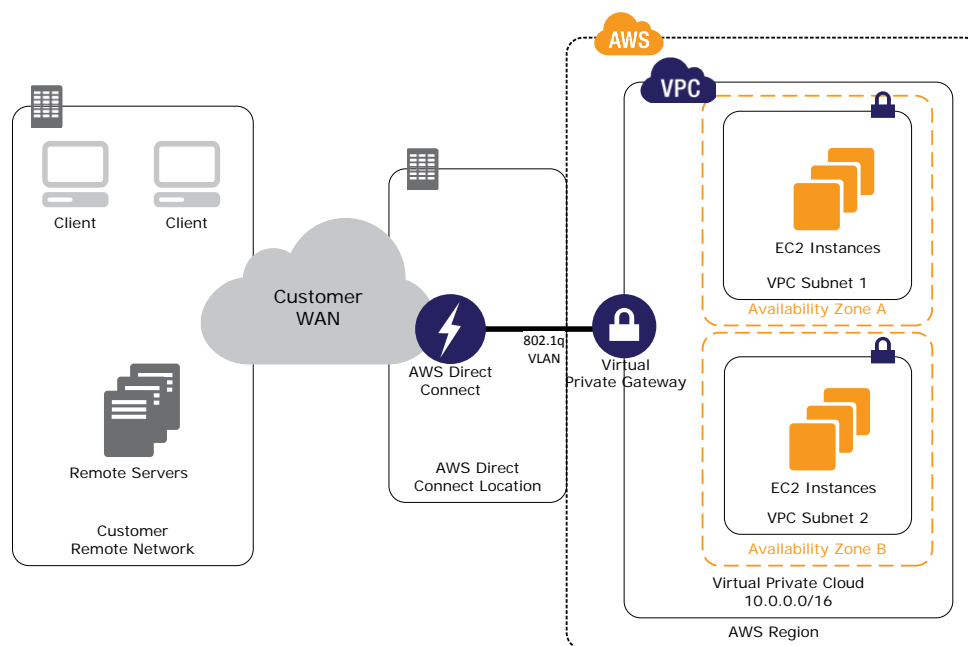 AWS
VPC
Client
Client
Remote Servers
Customer
Remote Network
Customer
WAN
AWS Direct
Connect
AWS Direct
Connect Location
802.1q
VLAN
Virtual
Private Gateway
EC2 Instances
VPC Subnet 1
Availability Zone A
EC2 Instances
VPC Subnet 2
Availability Zone B
Virtual Private Cloud
10.0.0.0/16
AWS Region